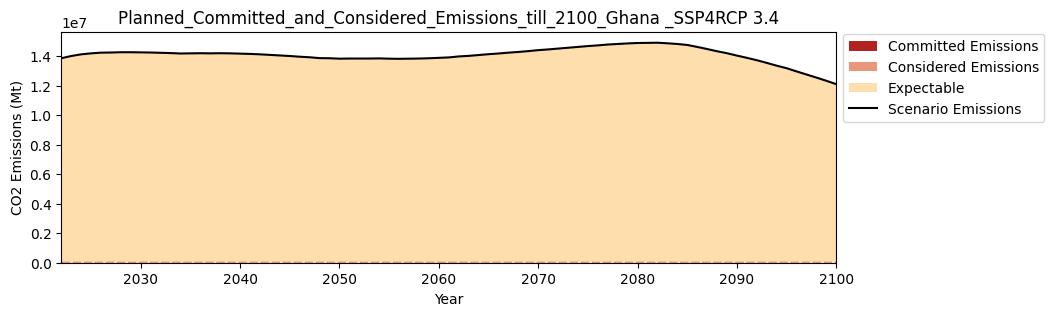 Planned_Committed_and_Considered_Emissions_till_2100_Ghana _SSP4RCP 3.4
1e7
1.4
1.2
1.0
0.8
0.6
0.4
0.2
0.0
CO2 Emissions (Mt)
2030 2040 2050 2060 2070 2080 2090 2100
Year
Committed Emissions
Considered Emissions
Expectable
Scenario Emissions